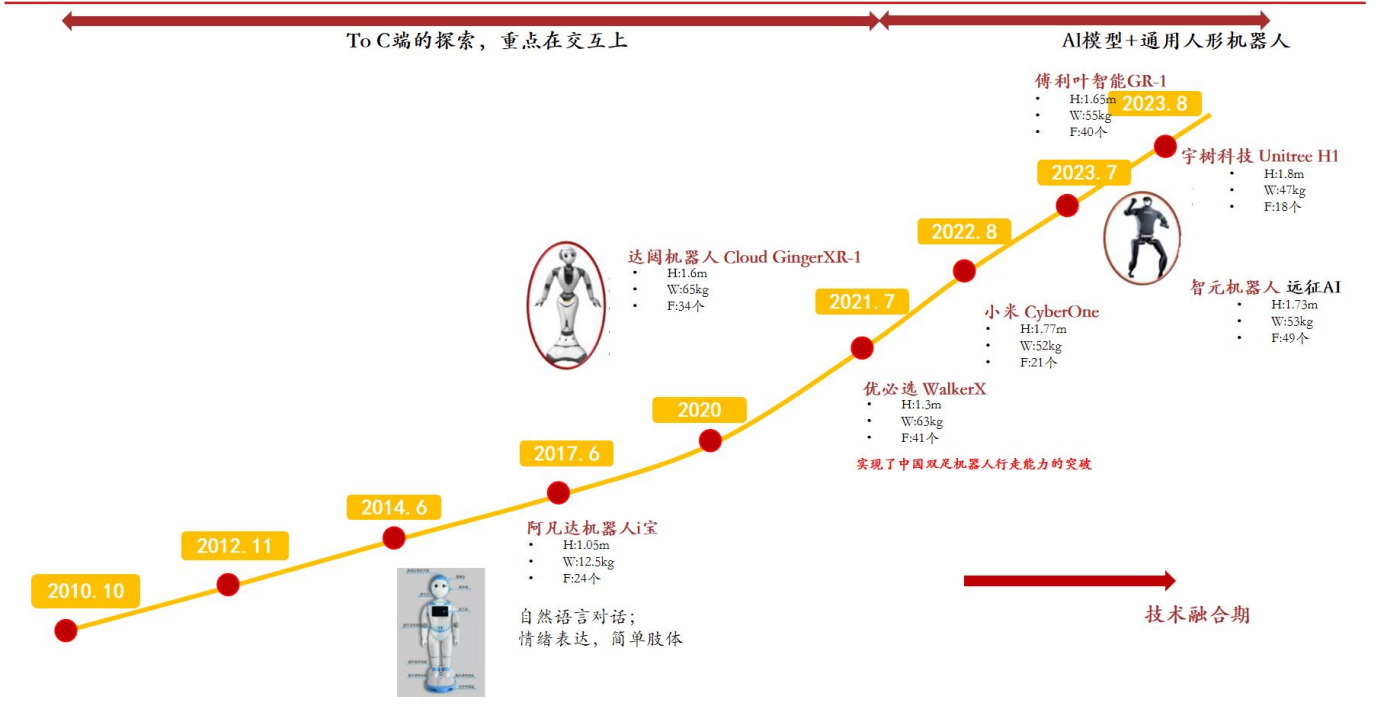 To C端的探索，重点在交互上
AI模型+通用人形机器人
傅利叶智能GR-1
• H:1.65m
• W:55kg
• F:40个
2023. 8
宇树科技 Unitree H1
• H:1.8m
• W:47kg
• F:18个
2023. 7
2022. 8
达闼机器人 Cloud GingerXR-1
• H:1.6m
• W:65kg
• F:34个
2021. 7
智元机器人 远征AI
• H:1.73m
• W:53kg
• F:49个
小米 CyberOne
• H:1.77m
• W:52kg
• F:21个
优必选 WalkerX
• H:1.3m
• W:63kg
• F:41个
实现了中国双足机器人行走能力的突破
2020
2017. 6
2014. 6
2012. 11
2010. 10
阿凡达机器人i宝
• H:1.05m
• W:12.5kg
• F:24个
自然语言对话；
情绪表达，简单肢体
技术融合期